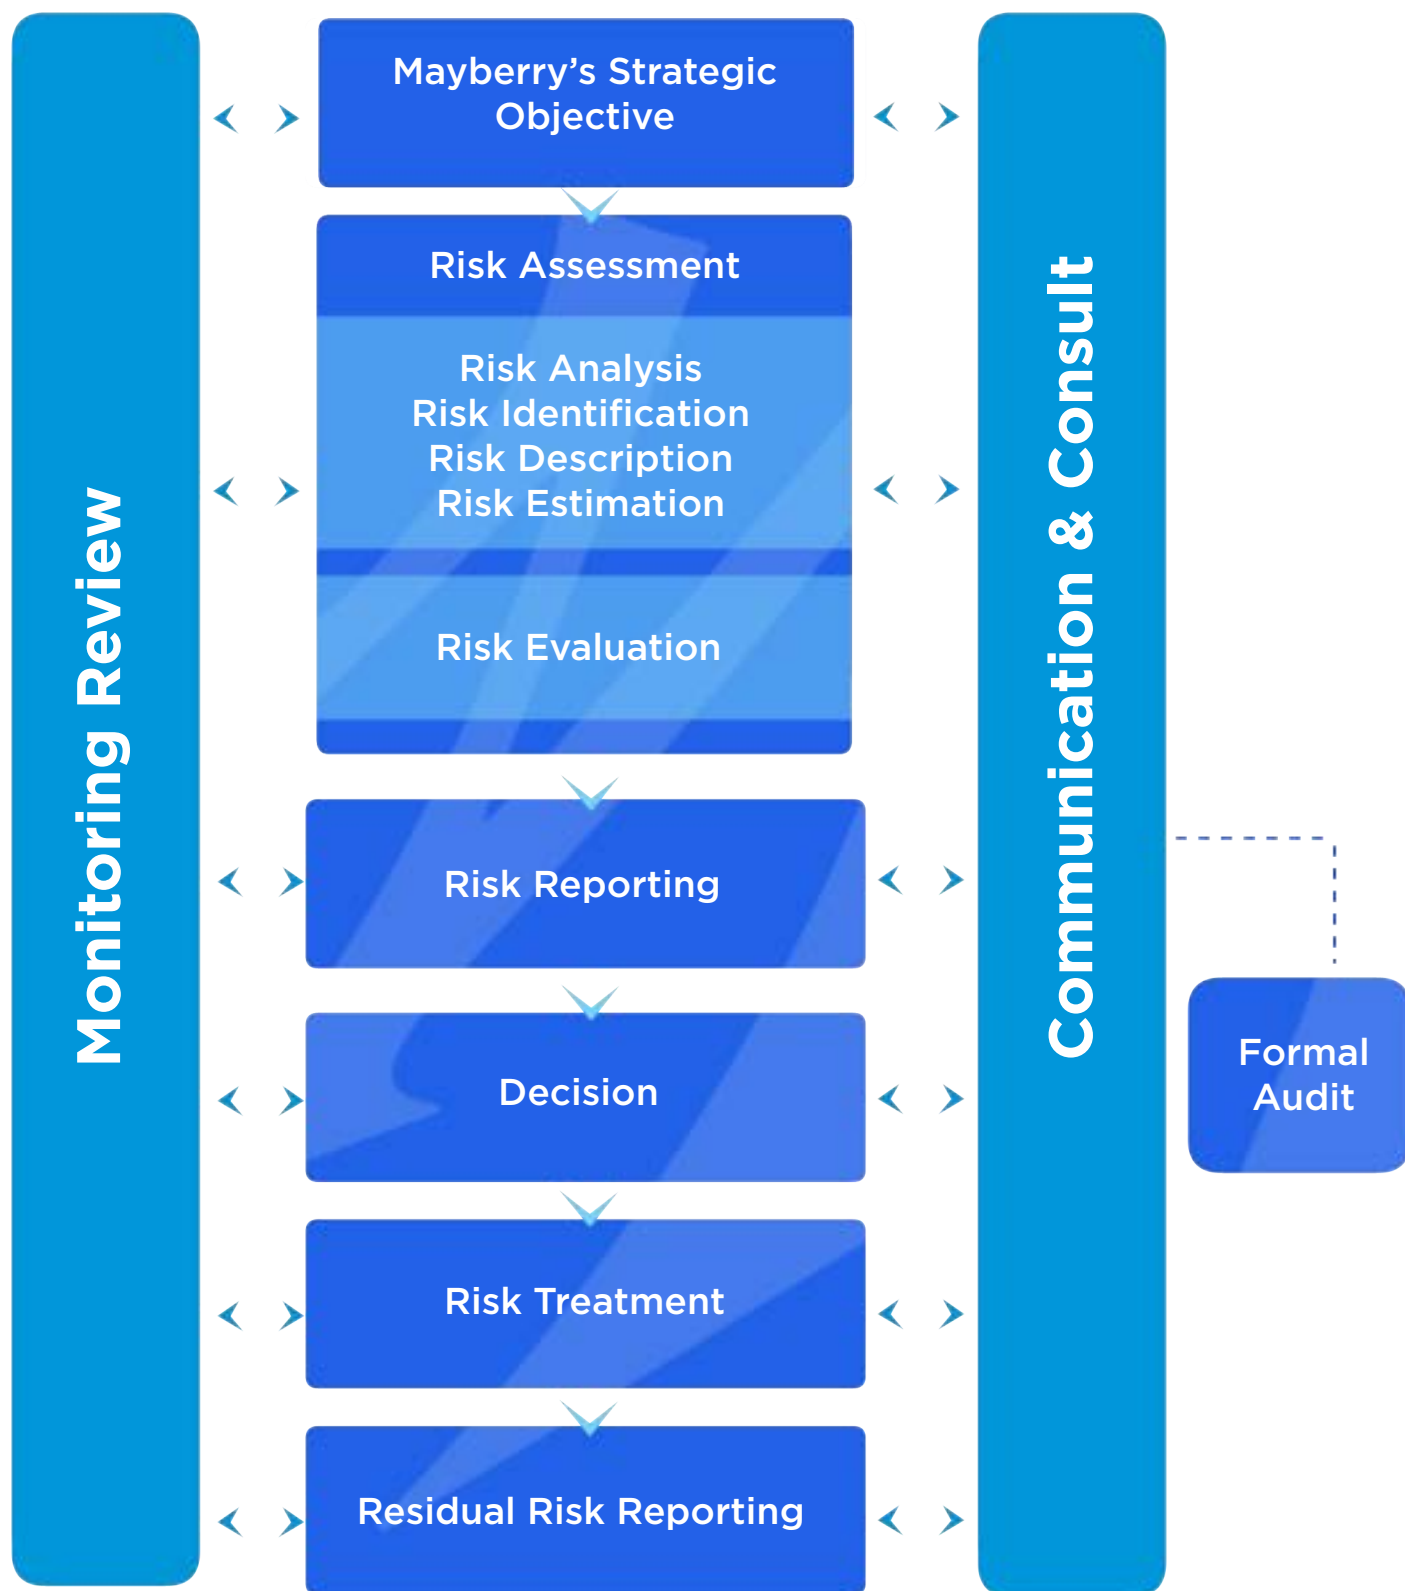 Monitoring Review
Mayberry’s Strategic
Objective
Risk Assessment
Risk Analysis
Risk Identification
Risk Description
Risk Estimation
Risk Evaluation
Risk Reporting
Decision
Risk Treatment
Residual Risk Reporting
Communication & Consult
Formal
Audit